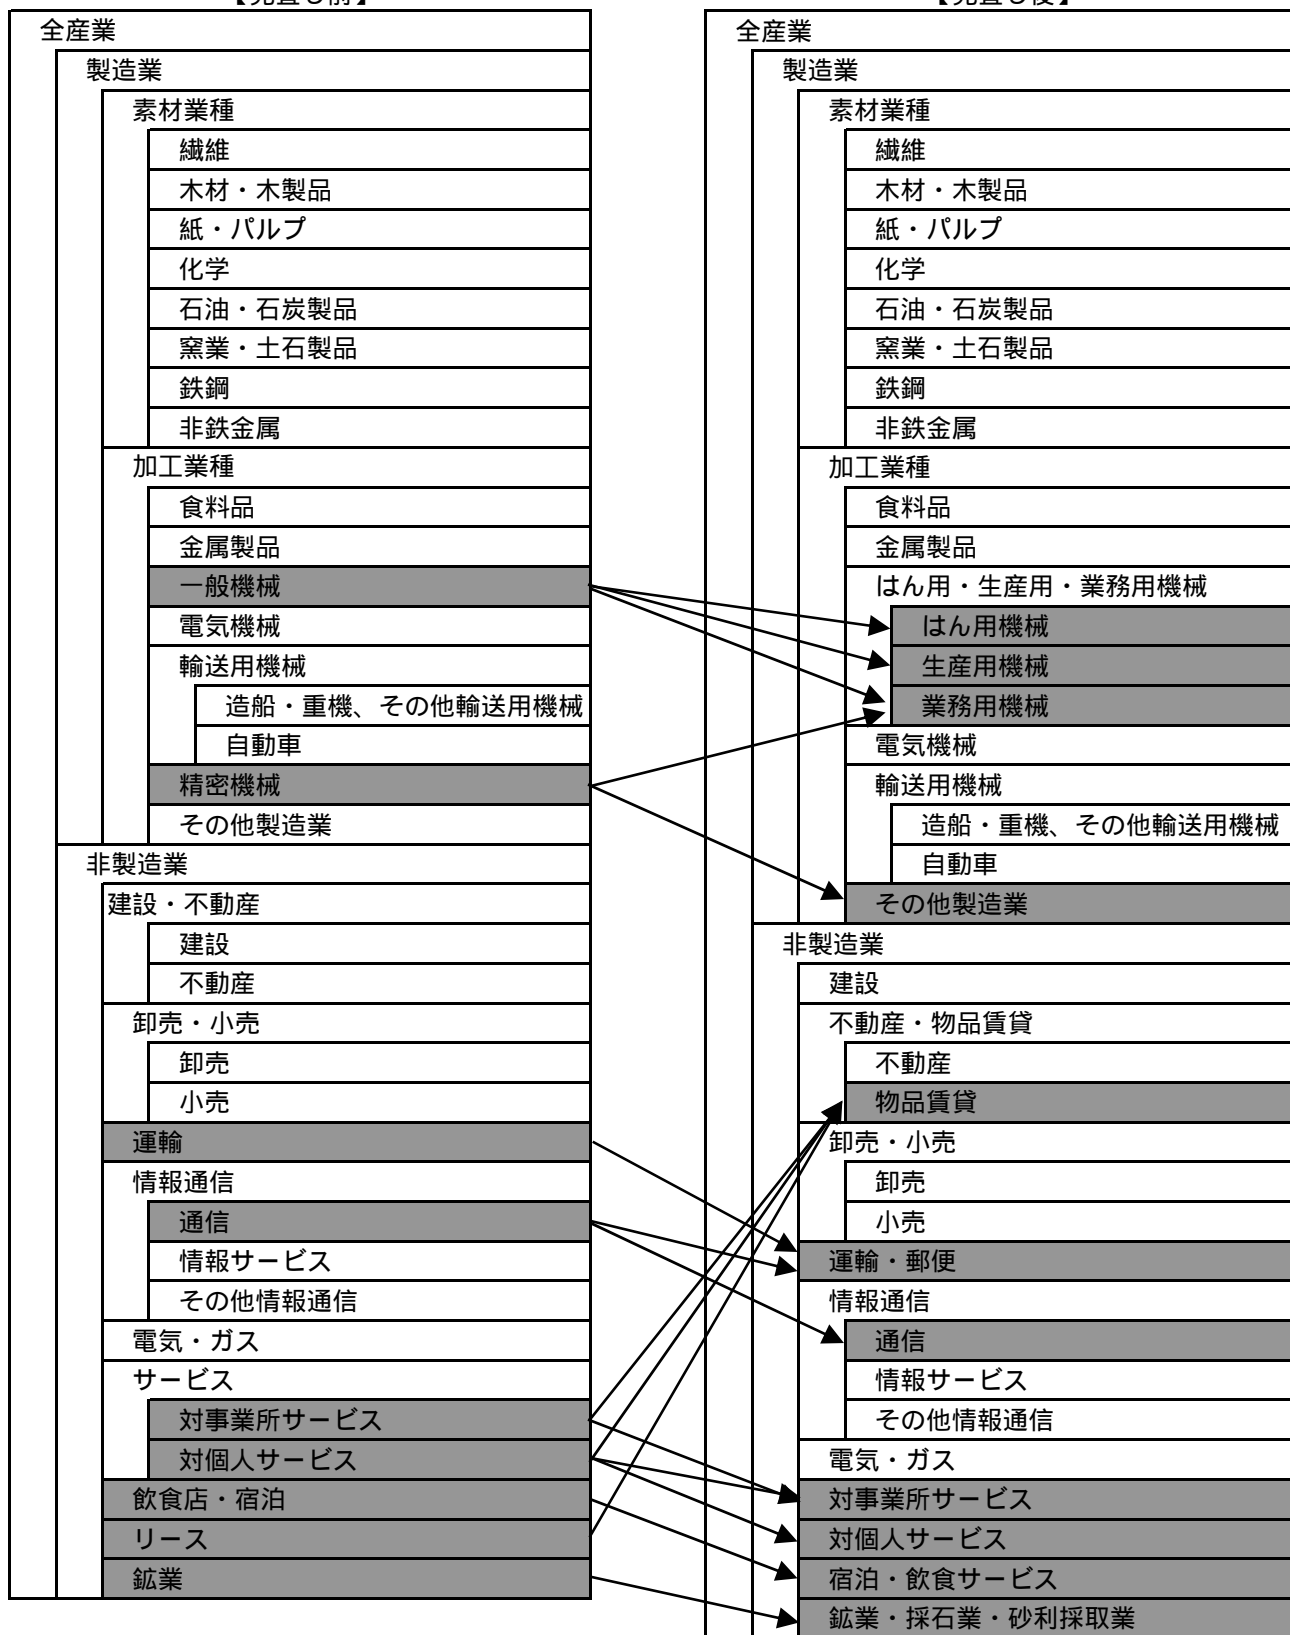 全産業
製造業
素材業種
繊維
木材・木製品
紙・パルプ
化学
石油・石炭製品
窯業・土石製品
鉄鋼
非鉄金属
加工業種
食料品
金属製品
一般機械
電気機械
輸送用機械
造船・重機、その他輸送用機械
自動車
精密機械
その他製造業
非製造業
建設・不動産
建設
不動産
卸売・小売
卸売
小売
運輸
情報通信
通信
情報サービス
その他情報通信
電気・ガス
サービス
対事業所サービス
対個人サービス
飲食店・宿泊
リース
鉱業
全産業
製造業
素材業種
繊維
木材・木製品
紙・パルプ
化学
石油・石炭製品
窯業・土石製品
鉄鋼
非鉄金属
加工業種
食料品
金属製品
はん用・生産用・業務用機械
はん用機械
生産用機械
業務用機械
電気機械
輸送用機械
造船・重機、その他輸送用機械
自動車
その他製造業
非製造業
建設
不動産・物品賃貸
不動産
物品賃貸
卸売・小売
卸売
小売
運輸・郵便
情報通信
通信
情報サービス
その他情報通信
電気・ガス
対事業所サービス
対個人サービス
宿泊・飲食サービス
鉱業・採石業・砂利採取業